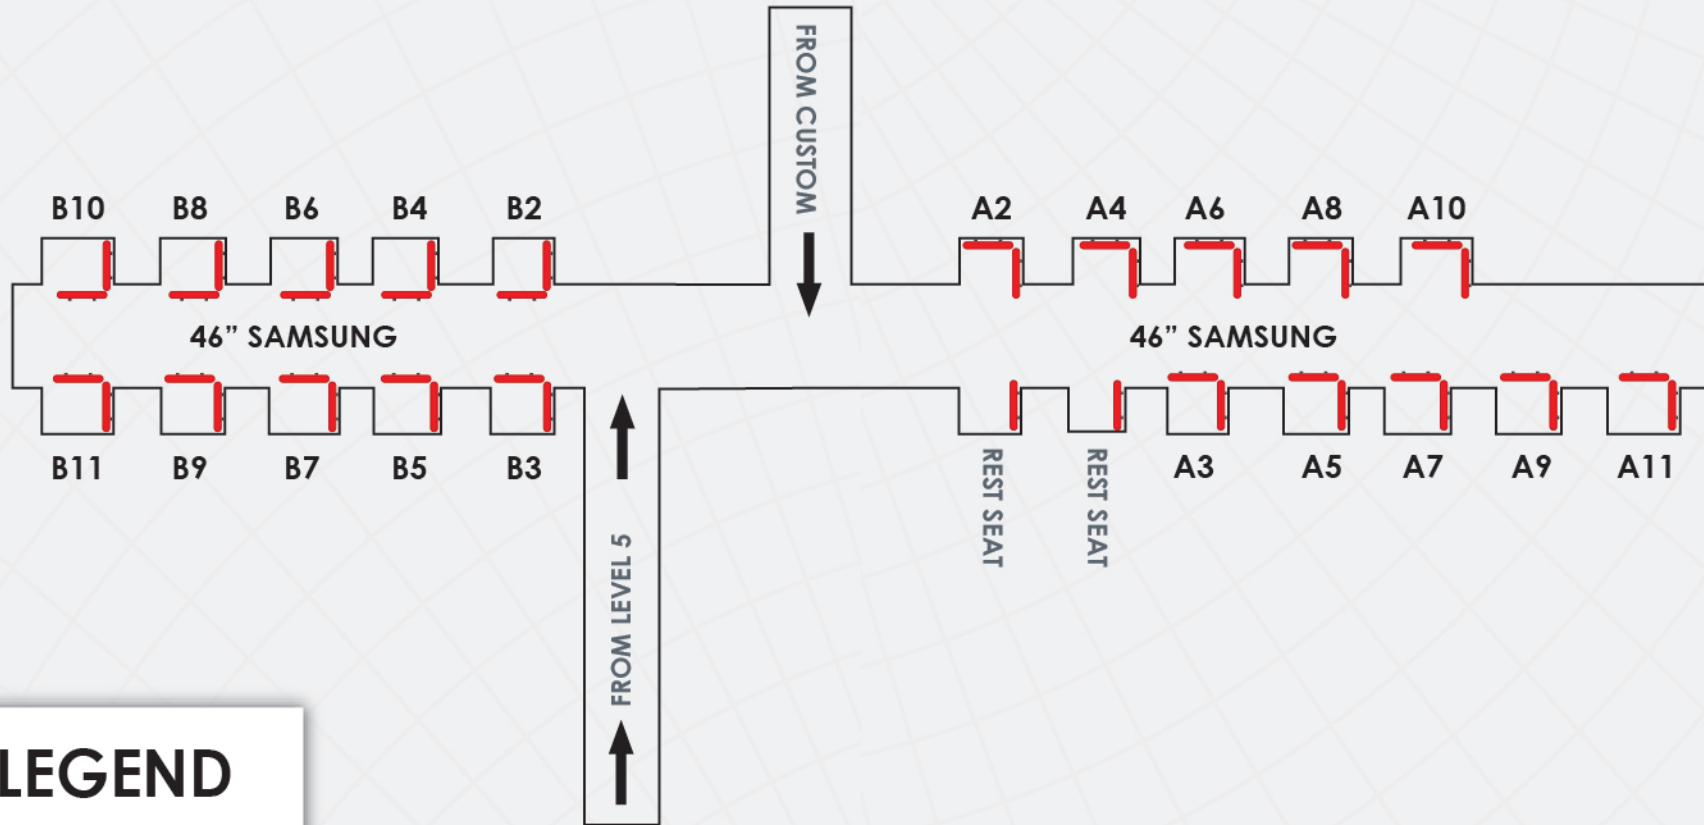 FROM CUSTOM
B10 B8 B6 B4 B2
A2 A4 A6 A8 A10
46” SAMSUNG
46” SAMSUNG
B11 B9 B7 B5 B3
REST SEAT
REST SEAT
A3 A5 A7 A9 A11
FROM LEVEL 5
LEGEND